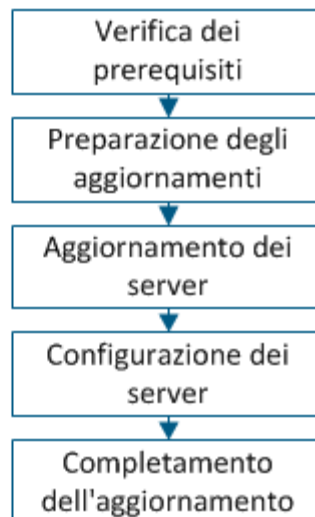 Verifica dei
prerequisiti
Preparazione degli
aggiornamenti
Aggiornamento dei
server
Configurazione dei
server
Completamento
dell'aggiornamento